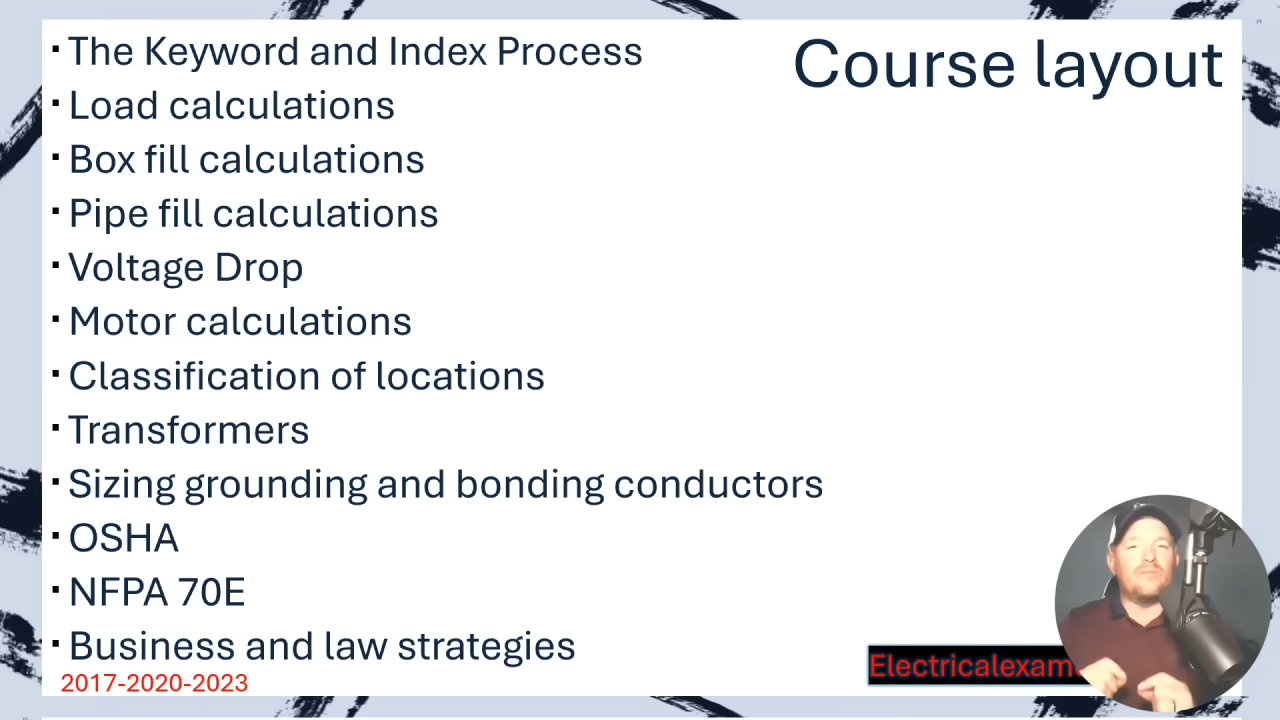 Course layout
▪ The Keyword and Index Process
▪ Load calculations
▪ Box fill calculations
▪ Pipe fill calculations
▪ Voltage Drop
▪ Motor calculations
▪ Classification of locations
▪ Transformers
▪ Sizing grounding and bonding conductors
▪ OSHA
▪ NFPA 70E
▪ Business and law strategies
2017-2020-2023